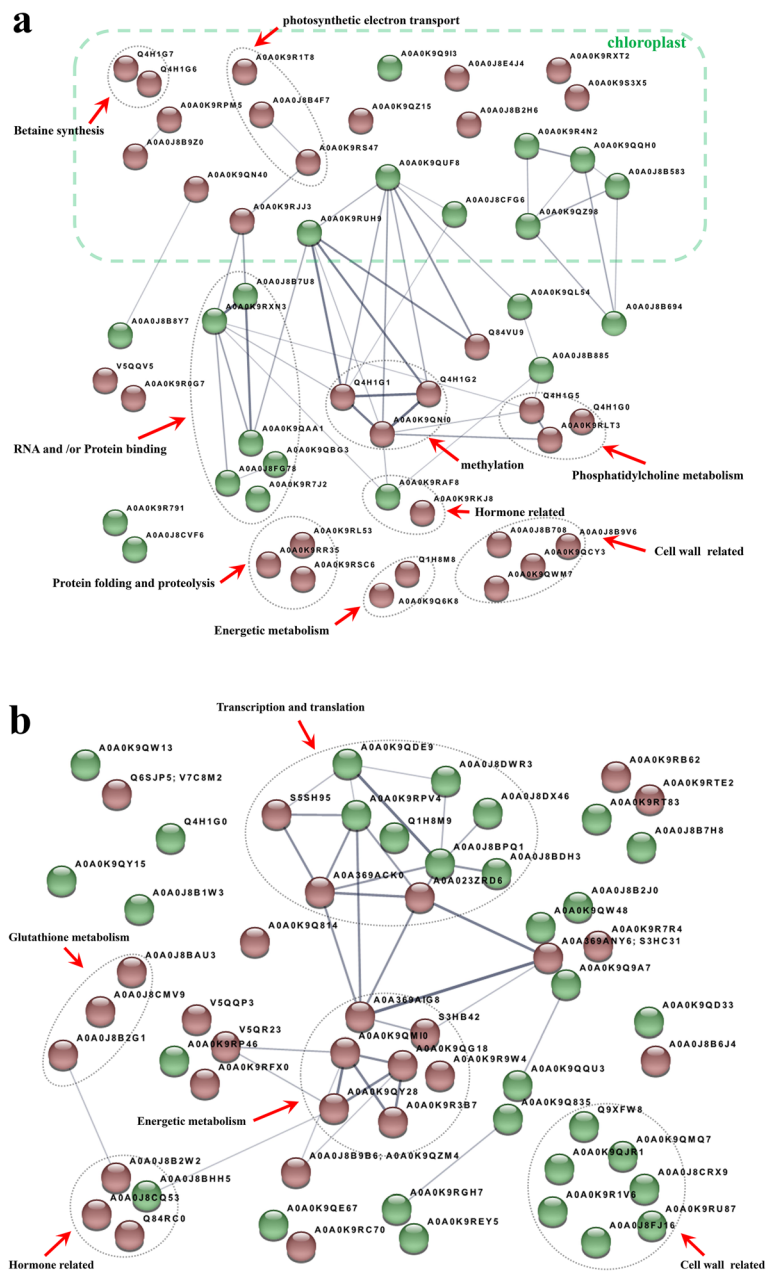 a
photosynthetic electron transport
chloroplast
Q4H1G7
Q4H1G6
A0A0K9R1T8
A0A0K9Q9I3
A0A0J8E4J4
A0A0K9RXT2
A0A0K9S3X5
Betaine synthesis
A0A0K9RPM5
A0A0J8B4F7
A0A0K9QZ15
A0A0J8B2H6
A0A0J8B9Z0
A0A0K9RS47
A0A0K9R4N2
A0A0K9QQH0
A0A0K9QN40
A0A0K9QUF8
A0A0J8B583
A0A0K9RJJ3
A0A0K9RUH9
A0A0J8CFG6
A0A0K9QZ98
A0A0J8B7U8
A0A0K9RXN3
A0A0K9QL54
A0A0J8B8Y7
A0A0J8B694
Q84VU9
V5QQV5
A0A0K9R0G7
A0A0J8B885
Q4H1G1
Q4H1G2
Q4H1G5
Q4H1G0
A0A0K9QNI0
A0A0K9RLT3
RNA and /or Protein binding
A0A0K9QAA1
A0A0K9QBG3
A0A0J8FG78
A0A0K9R7J2
methylation
Phosphatidylcholine metabolism
A0A0K9RAF8
A0A0K9RKJ8
Hormone related
A0A0K9R791
A0A0J8CVF6
A0A0K9RL53
A0A0K9RR35
A0A0K9RSC6
Protein folding and proteolysis
A0A0J8B708
A0A0J8B9V6
A0A0K9QCY3
A0A0K9QWM7
Cell wall  related
Q1H8M8
A0A0K9Q6K8
Energetic metabolism
b
Transcription and translation
A0A0K9QW13
Q6SJP5; V7C8M2
A0A0K9QDE9
A0A0J8DWR3
A0A0K9RB62
A0A0K9RTE2
S5SH95
A0A0K9RPV4
A0A0J8DX46
A0A0K9RT83
Q4H1G0
Q1H8M9
A0A0J8B7H8
A0A0J8BPQ1
A0A0J8BDH3
A0A0K9QY15
A0A0J8B1W3
A0A369ACK0
A0A023ZRD6
A0A0J8B2J0
A0A0K9QW48
A0A0K9Q814
A0A0K9R7R4
A0A369ANY6; S3HC31
Glutathione metabolism
A0A0J8BAU3
A0A0K9Q9A7
A0A0J8CMV9
V5QQP3
A0A369AIG8
S3HB42
A0A0K9QD33
A0A0J8B2G1
V5QR23
A0A0K9RP46
A0A0K9QMI0
A0A0K9QG18
A0A0J8B6J4
A0A0K9RFX0
A0A0K9R9W4
A0A0K9QQU3
Energetic metabolism
A0A0K9QY28
A0A0K9R3B7
A0A0K9Q835
Q9XFW8
A0A0K9QMQ7
A0A0K9QJR1
A0A0J8CRX9
A0A0J8B2W2
A0A0J8BHH5
A0A0J8B9B6; A0A0K9QZM4
A0A0J8CQ53
A0A0K9R1V6
A0A0K9RU87
Q84RC0
A0A0K9RGH7
A0A0K9QE67
A0A0K9RC70
A0A0K9REY5
A0A0J8FJ16
Hormone related
Cell wall  related